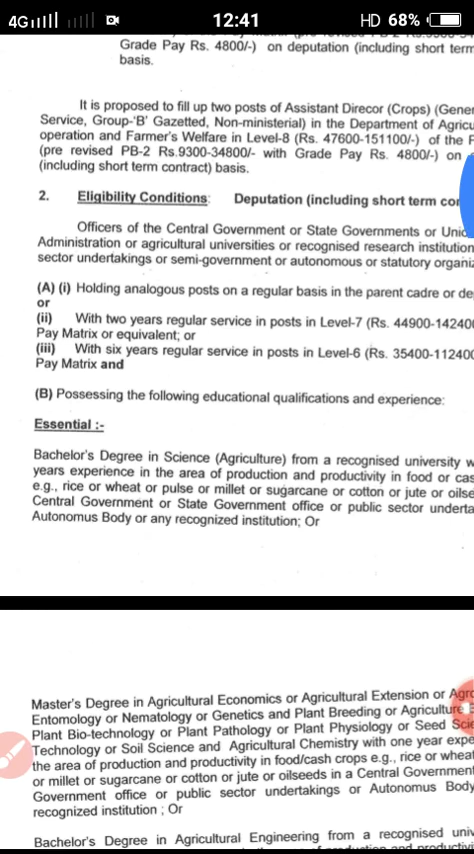 4G 12:41 HD 68%
Grade Pay Rs. 4800/-) on deputation (including short term
basis.
It is proposed to fill up two posts of Assistant Direcor (Crops) (Gener
Service, Group-'B' Gazetted, Non-ministerial) in the Department of Agricu
operation and Farmer's Welfare in Level-8 (Rs. 47600-151100/-) of the P
(pre revised PB-2 Rs.9300-34800/- with Grade Pay Rs. 4800/-) on
(including short term contract) basis.
2. Eligibility Conditions: Deputation (including short term con
Officers of the Central Government or State Governments or Unio
Administration or agricultural universities or recognised research institution
sector undertakings or semi-government or autonomous or statutory organiz
(A) (i) Holding analogous posts on a regular basis in the parent cadre or de
or
(ii) With two years regular service in posts in Level-7 (Rs. 44900-142400
Pay Matrix or equivalent; or
(iii) With six years regular service in posts in Level-6 (Rs. 35400-112400
Pay Matrix and
(B) Possessing the following educational qualifications and experience:
Essential :-
Bachelor's Degree in Science (Agriculture) from a recognised university w
years experience in the area of production and productivity in food or cas
e.g., rice or wheat or pulse or millet or sugarcane or cotton or jute or oilse
Central Government or State Government office or public sector underta
Autonomus Body or any recognized institution; Or
Master's Degree in Agricultural Economics or Agricultural Extension or Agro
Entomology or Nematology or Genetics and Plant Breeding or Agriculture
Plant Bio-technology or Plant Pathology or Plant Physiology or Seed Scie
Technology or Soil Science and Agricultural Chemistry with one year expe
the area of production and productivity in food/cash crops e.g., rice or wheat
or millet or sugarcane or cotton or jute or oilseeds in a Central Government
Government office or public sector undertakings or Autonomus Body
recognized institution ; Or
Bachelor's Degree in Agricultural Engineering from a recognised univ